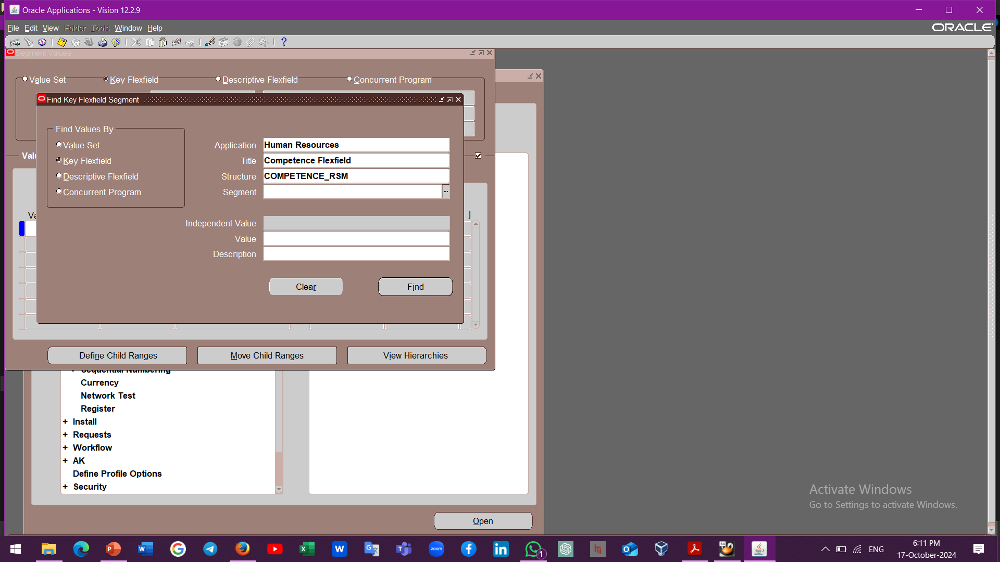 Oracle Applications - Vision 12.2.9
File Edit View Folder Tools Window Help
ORACLE
Segment Values
Value Set Key Flexfield Descriptive Flexfield Concurrent Program
Find Key Flexfield Segment
Find Values By
Value Set
Key Flexfield
Descriptive Flexfield
Concurrent Program
Application Human Resources
Title Competence Flexfield
Structure COMPETENCE_RSM
Segment
Independent Value
Value
Description
Clear Find
]
Define Child Ranges Move Child Ranges View Hierarchies
Sequential Numbering
Currency
Network Test
Register
+ Install
+ Requests
+ Workflow
+ AK
Define Profile Options
+ Security
Open
Activate Windows
Go to Settings to activate Windows.
zoom
1
ENG
6:11 PM
17-October-2024